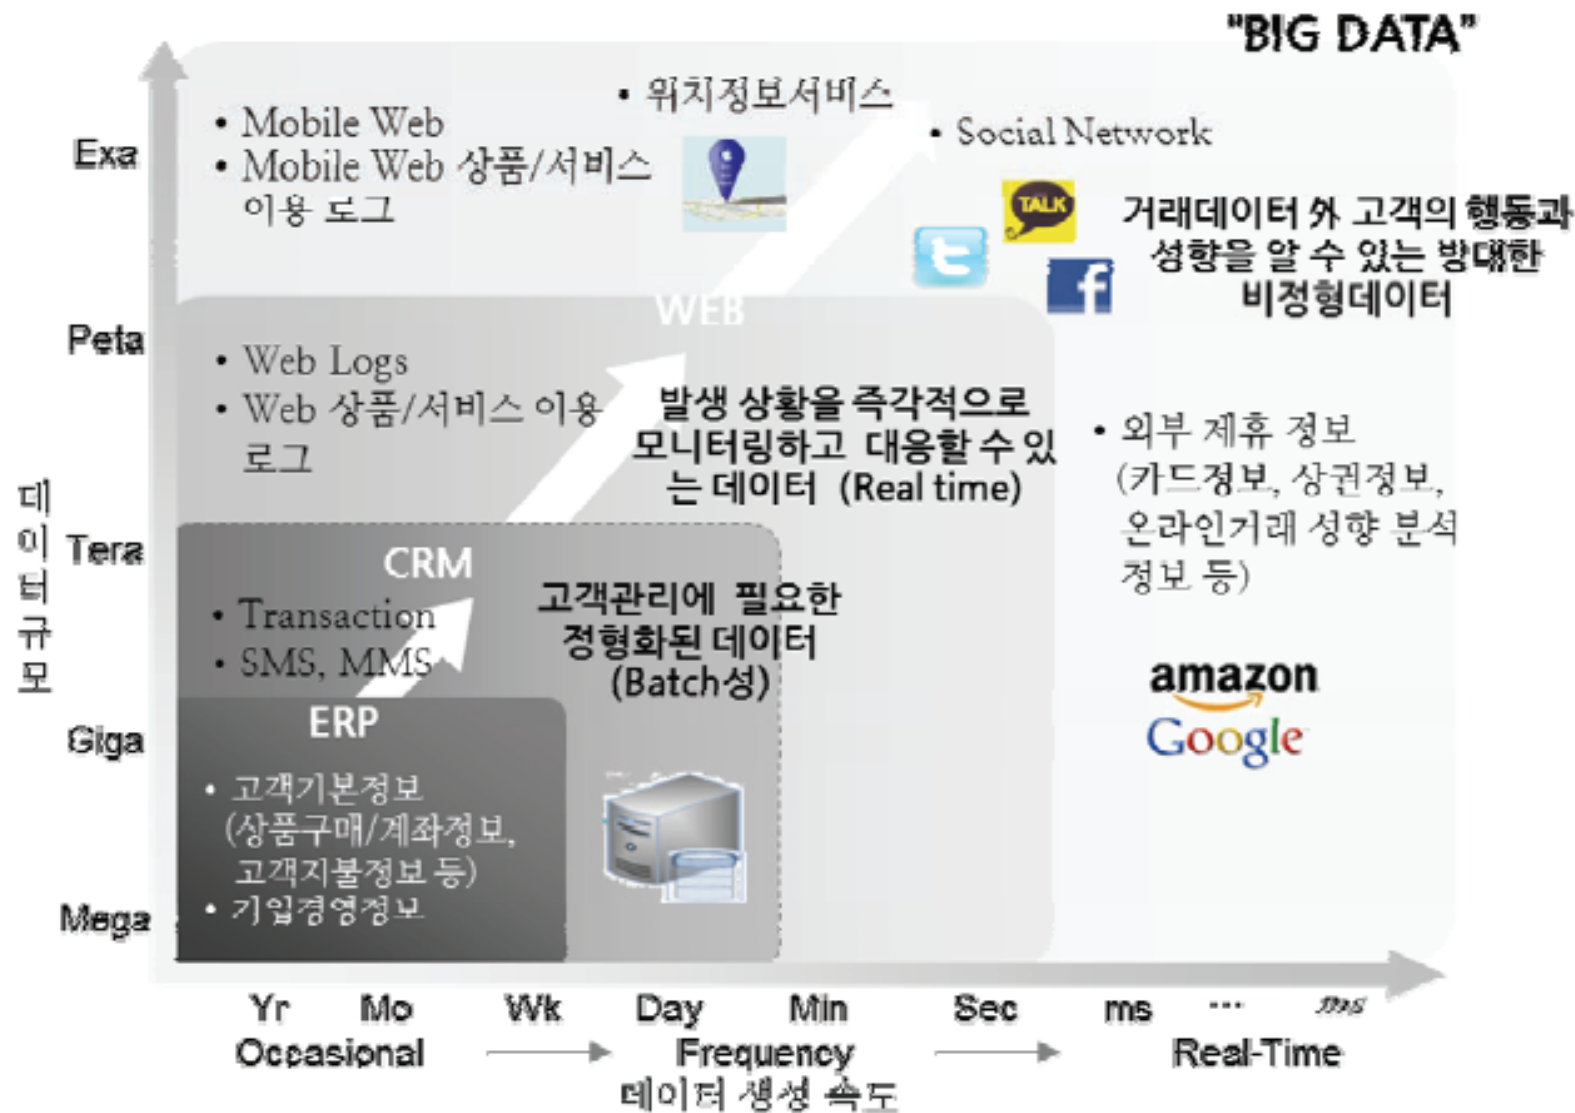 "BIG DATA"
Exa
• Mobile Web
• Mobile Web 상품/서비스
이용 로그
• 위치정보서비스
• Social Network
TALK
t
f
거래데이터 外 고객의 행동과
성향을 알 수 있는 방대한
비정형데이터
Peta
WEB
• Web Logs
• Web 상품/서비스 이용
로그
발생 상황을 즉각적으로
모니터링하고 대응할 수 있
는 데이터 (Real time)
• 외부 제휴 정보
(카드정보, 상권정보,
온라인거래 성향 분석
정보 등)
데이터규모
Tera
CRM
• Transaction
• SMS, MMS
고객관리에 필요한
정형화된 데이터
(Batch성)
amazon
Google
Giga
ERP
• 고객기본정보
(상품구매/계좌정보,
고객지불정보 등)
• 기업경영정보
Mega
Yr Mo Wk Day Min Sec ms ...
Occasional Frequency Real-Time
데이터 생성 속도